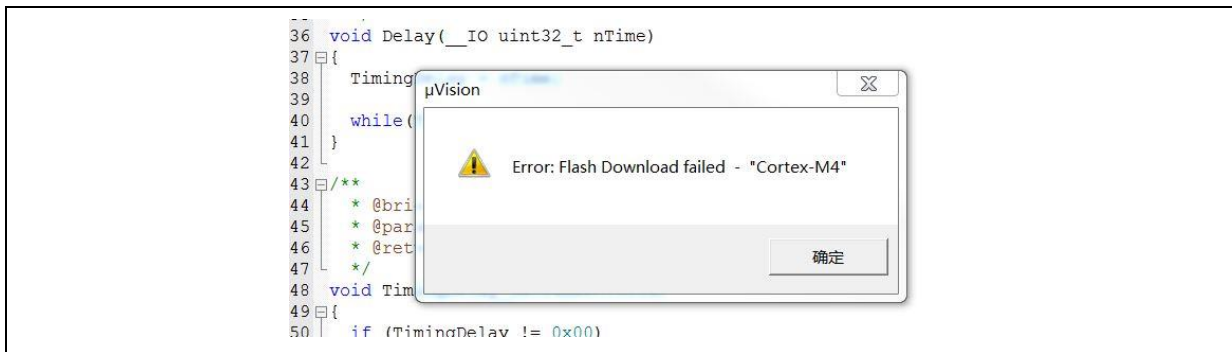 36 void Delay(__IO uint32_t nTime)
37 {
38 Timing
39
40 while(
41 }
42
43 /**
44 * @bri
45 * @par
46 * @ret
47 */
48 void Tim
49 {
50 if (TimingDelay != 0x00)
µVision
Error: Flash Download failed - "Cortex-M4"
确定